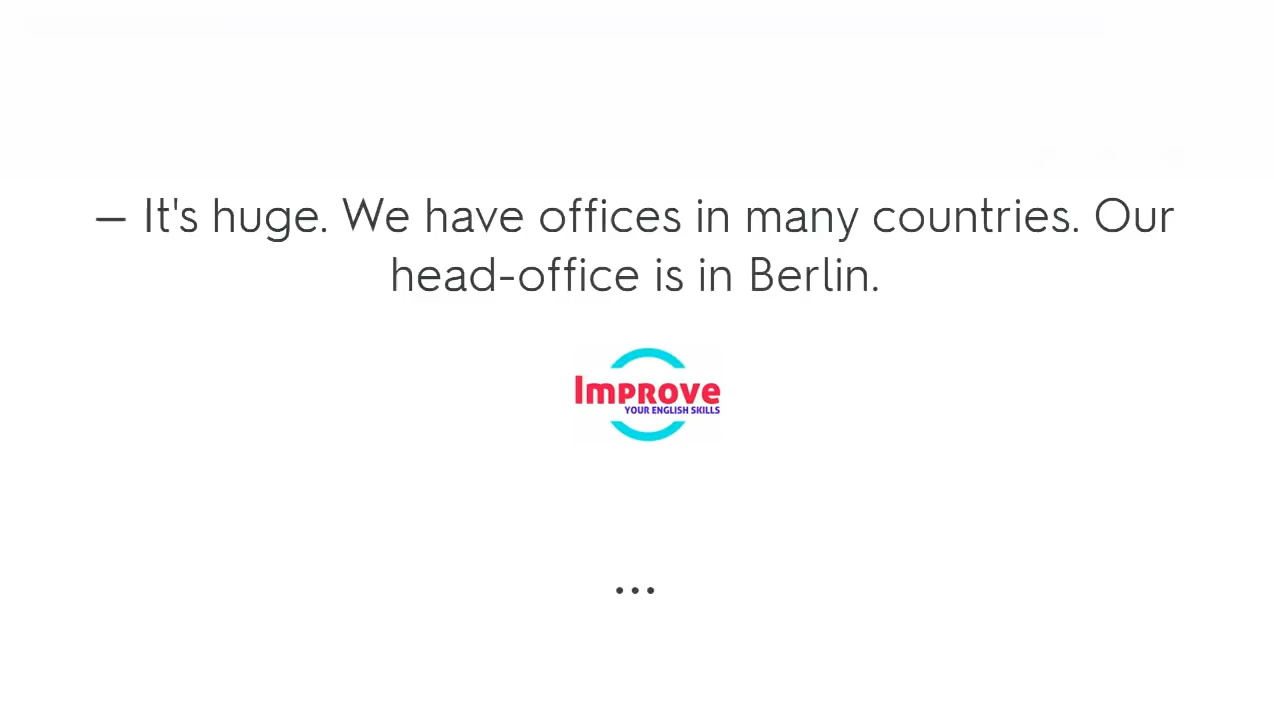 — It's huge. We have offices in many countries. Our
head-office is in Berlin.
Improve
YOUR ENGLISH SKILLS
...